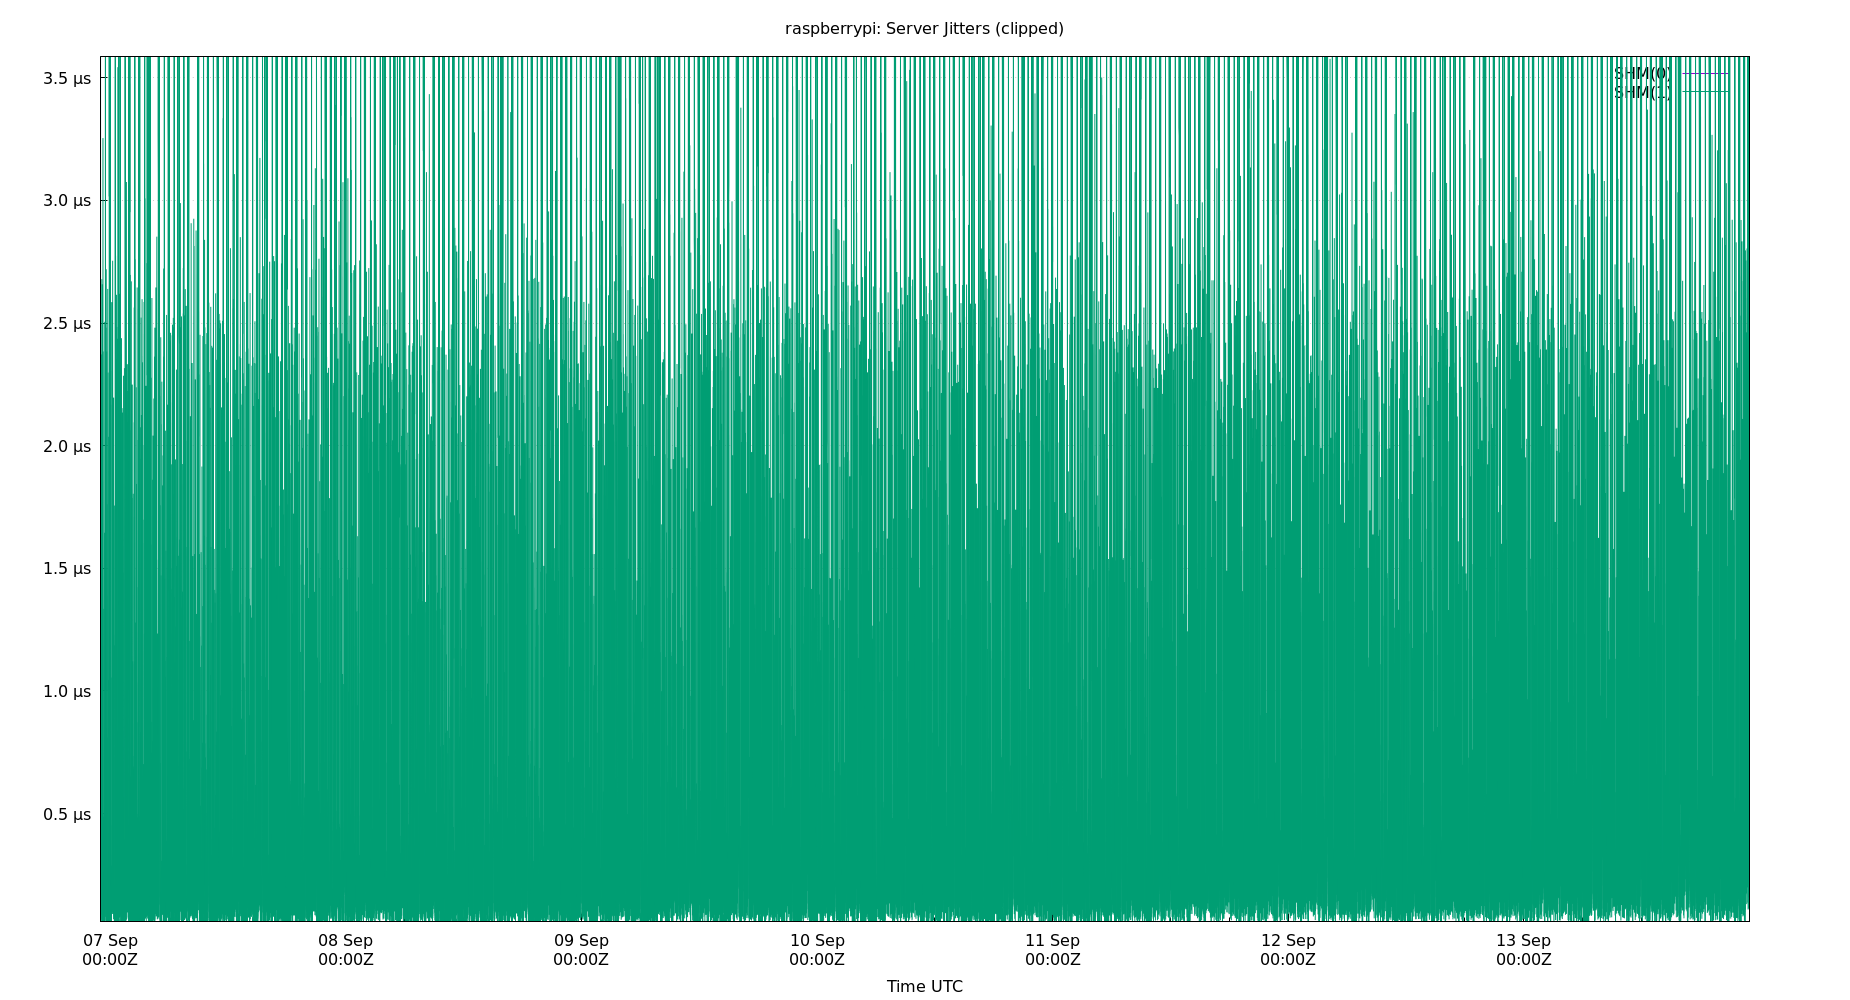 raspberrypi: Server Jitters (clipped)
SHM(0)
SHM(1)
3.5 µs
3.0 µs
2.5 µs
2.0 µs
1.5 µs
1.0 µs
0.5 µs
07 Sep 08 Sep 09 Sep 10 Sep 11 Sep 12 Sep 13 Sep
00:00Z 00:00Z 00:00Z 00:00Z 00:00Z 00:00Z 00:00Z
Time UTC